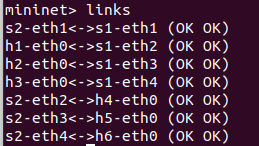 mininet> links
s2-eth1<->s1-eth1 (OK OK)
h1-eth0<->s1-eth2 (OK OK)
h2-eth0<->s1-eth3 (OK OK)
h3-eth0<->s1-eth4 (OK OK)
s2-eth2<->h4-eth0 (OK OK)
s2-eth3<->h5-eth0 (OK OK)
s2-eth4<->h6-eth0 (OK OK)